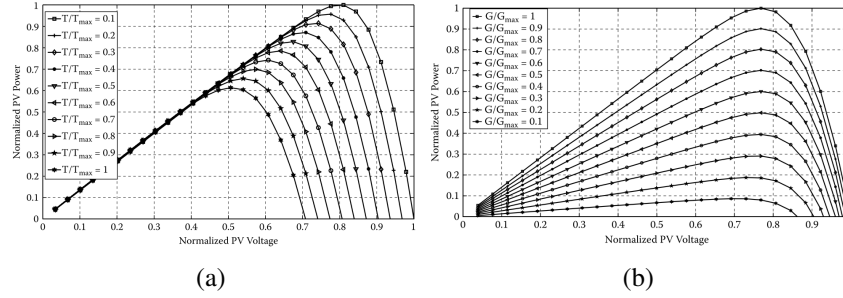 1
0.9
0.8
0.7
0.6
0.5
0.4
0.3
0.2
0.1
0
Normalized PV Power
T/Tmax = 0.1
T/Tmax = 0.2
T/Tmax = 0.3
T/Tmax = 0.4
T/Tmax = 0.5
T/Tmax = 0.6
T/Tmax = 0.7
T/Tmax = 0.8
T/Tmax = 0.9
T/Tmax = 1
0 0.1 0.2 0.3 0.4 0.5 0.6 0.7 0.8 0.9 1
Normalized PV Voltage
(a)
1
0.9
0.8
0.7
0.6
0.5
0.4
0.3
0.2
0.1
0
Normalized PV Power
G/Gmax = 1
G/Gmax = 0.9
G/Gmax = 0.8
G/Gmax = 0.7
G/Gmax = 0.6
G/Gmax = 0.5
G/Gmax = 0.4
G/Gmax = 0.3
G/Gmax = 0.2
G/Gmax = 0.1
0 0.1 0.2 0.3 0.4 0.5 0.6 0.7 0.8 0.9
Normalized PV Voltage
(b)